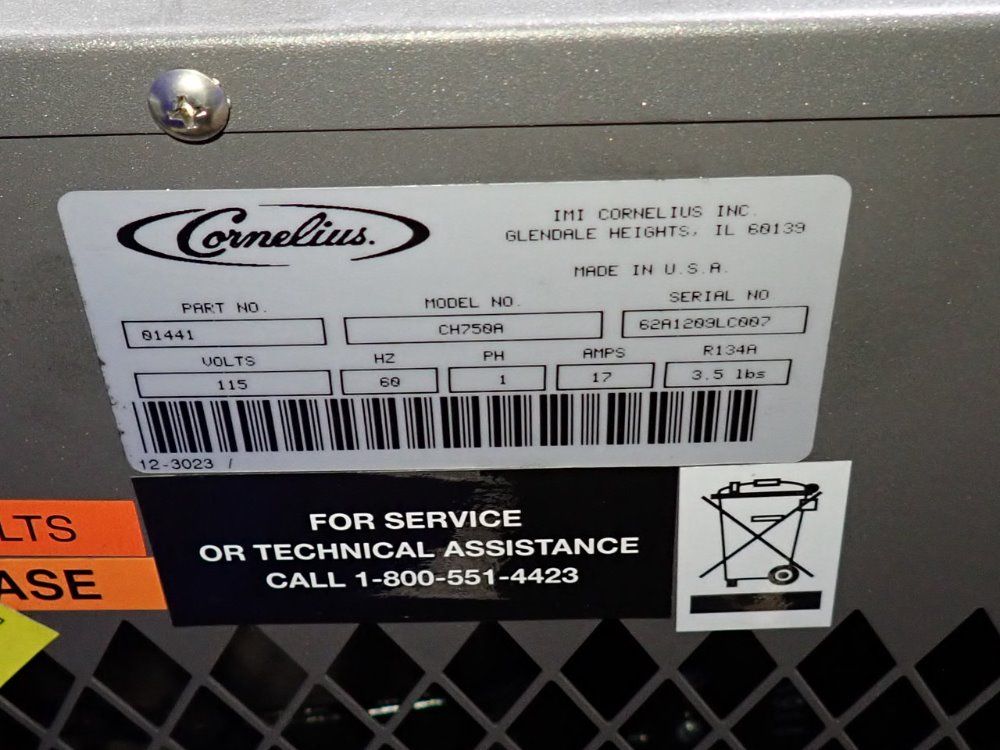 Cornelius.
IMI CORNELIUS INC.
GLENDALE HEIGHTS, IL 60139
MADE IN U.S.A.
PART NO. MODEL NO. SERIAL NO
01441 CH750A 62A1209LC007
VOLTS HZ PH AMPS R134A
115 60 1 17 3.5 lbs
12-3023 /
FOR SERVICE
OR TECHNICAL ASSISTANCE
CALL 1-800-551-4423
LTS
ASE